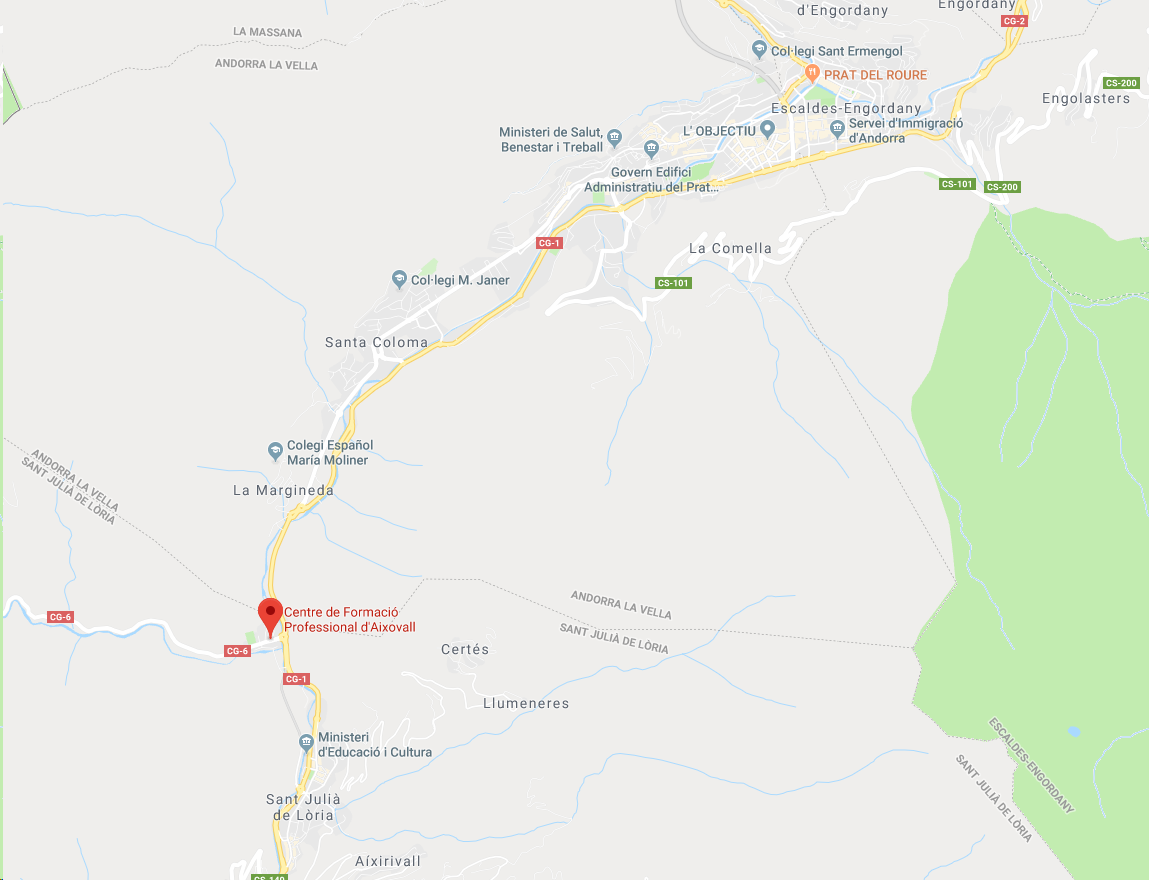 d'Engordany
Engordany
CG-2
LA MASSANA
ANDORRA LA VELLA
Col·legi Sant Ermengol
PRAT DEL ROURE
CS-200
Engolasters
Escaldes-Engordany
Servei d'Immigració
d'Andorra
L' OBJECTIU
Ministeri de Salut,
Benestar i Treball
Govern Edifici
Administratiu del Prat...
CS-101
CS-200
CG-1
La Comella
CS-101
Col·legi M. Janer
Santa Coloma
Colegi Español
María Moliner
ANDORRA LA VELLA
SANT JULIÀ DE LÒRIA
La Margineda
Centre de Formació
Professional d'Aixovall
CG-6
CG-6
ANDORRA LA VELLA
SANT JULIÀ DE LÒRIA
Certés
CG-1
Llumeneres
Ministeri
d'Educació i Cultura
ESCALDES-ENGORDANY
SANT JULIÀ DE LÒRIA
Sant Julià
de Lòria
Aíxirivall
CS-140